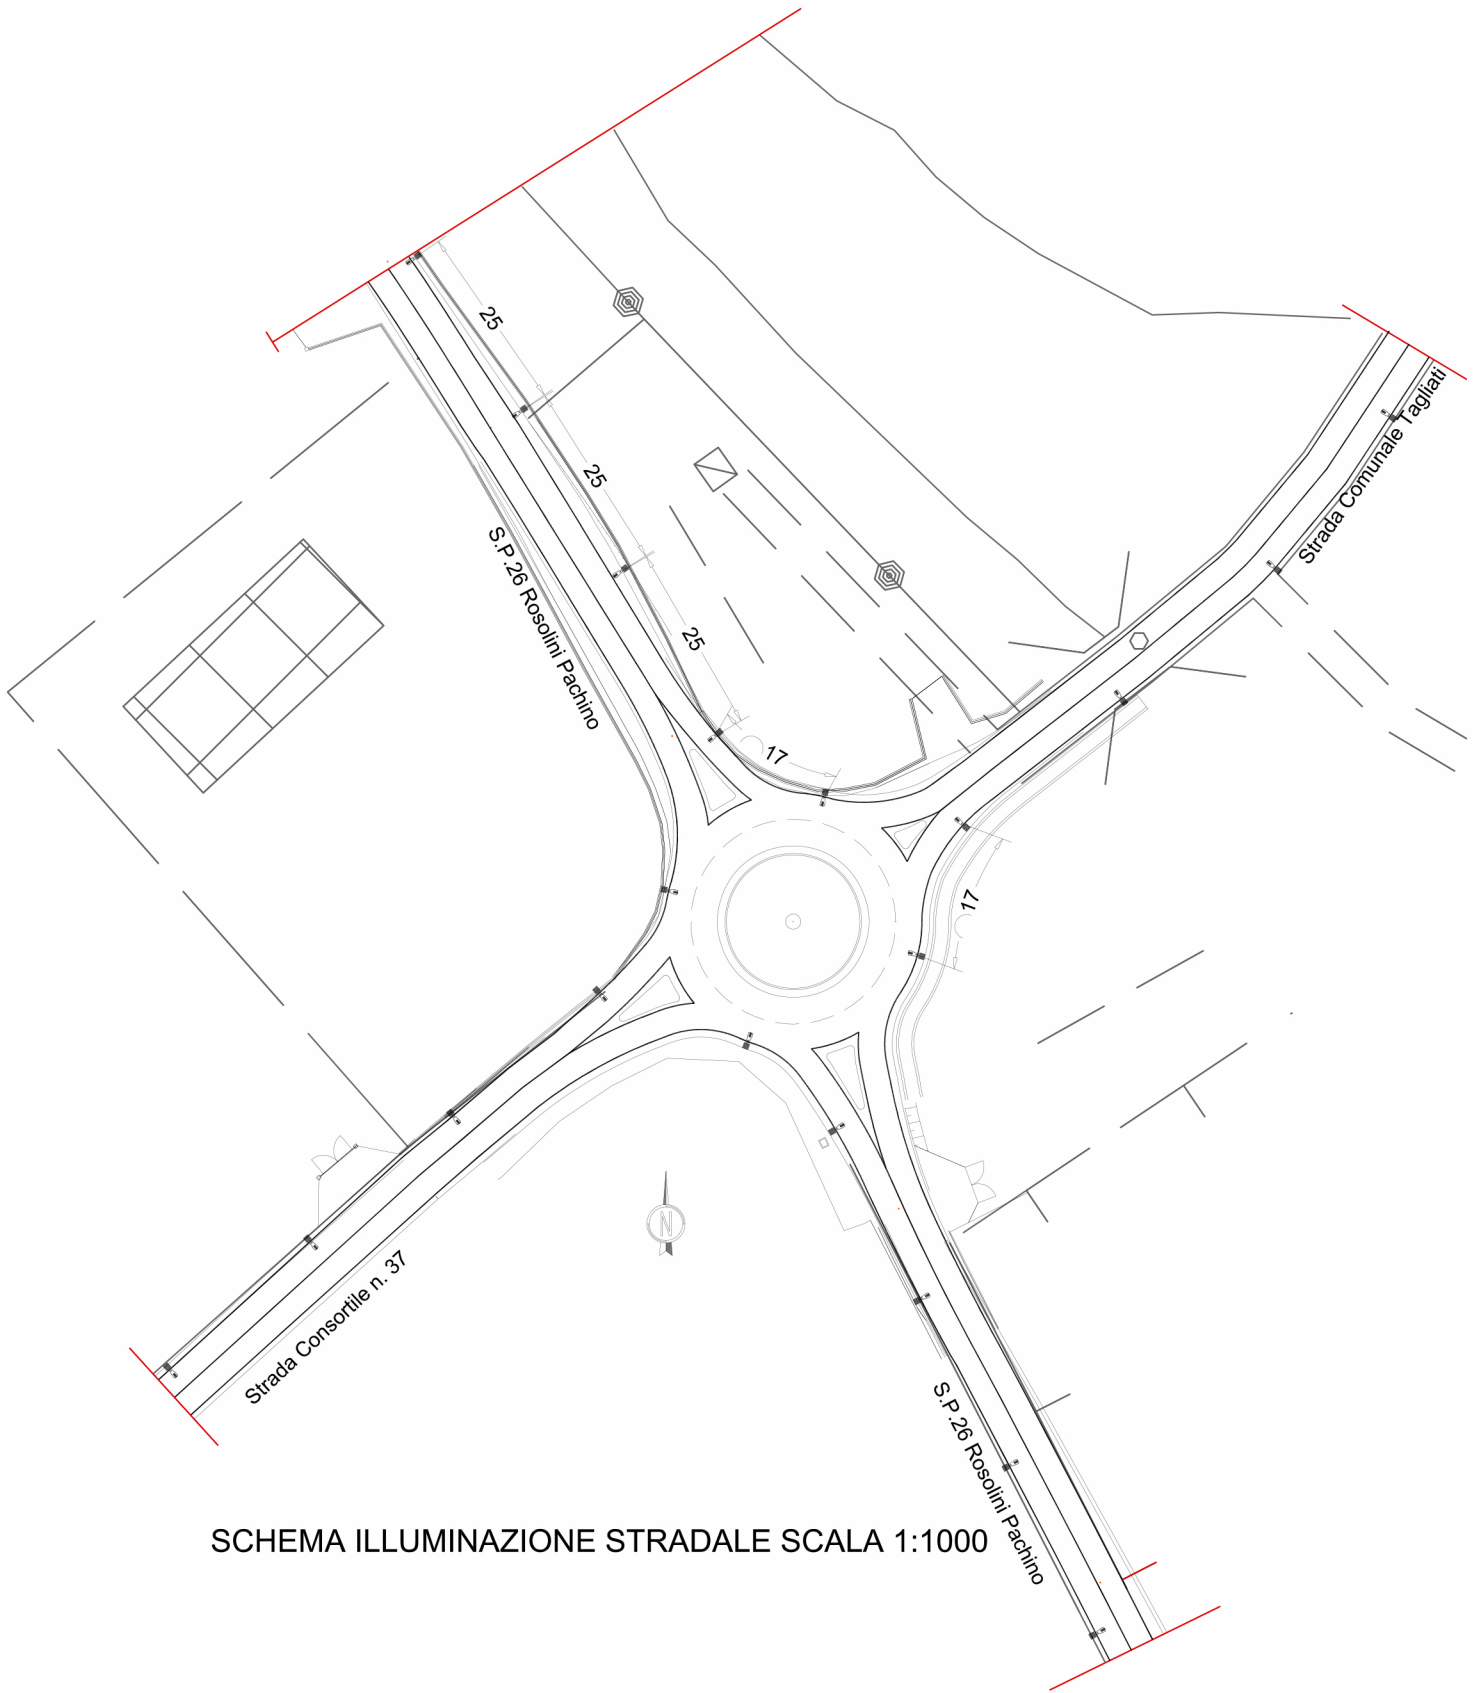 25
25
25
17
S.P.26 Rosolini Pachino
Strada Comunale Tagliati
17
N
Strada Consortile n. 37
S.P.26 Rosolini Pachino
SCHEMA ILLUMINAZIONE STRADALE SCALA 1:1000